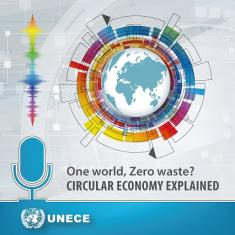 One world, Zero waste?
CIRCULAR ECONOMY EXPLAINED
UNECE